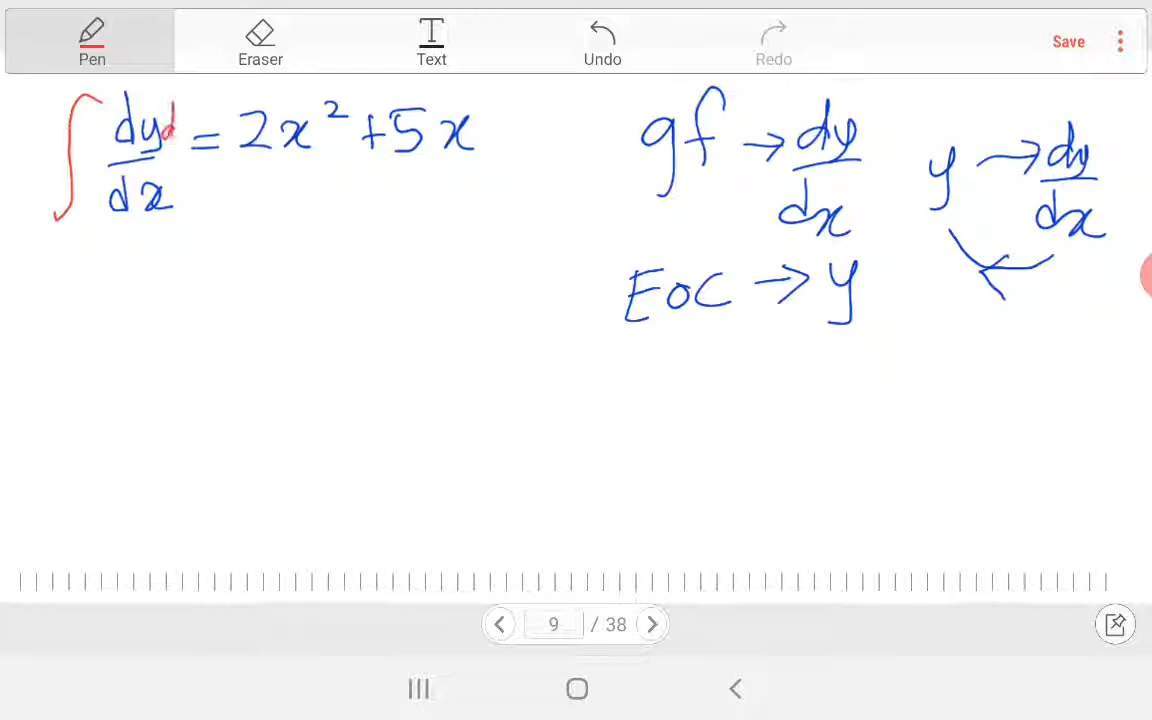 Pen Eraser Text Undo Redo Save
∫ dy/dx d = 2x² + 5x
gf → dy/dx
y → dy/dx
EOC → y
9 / 38